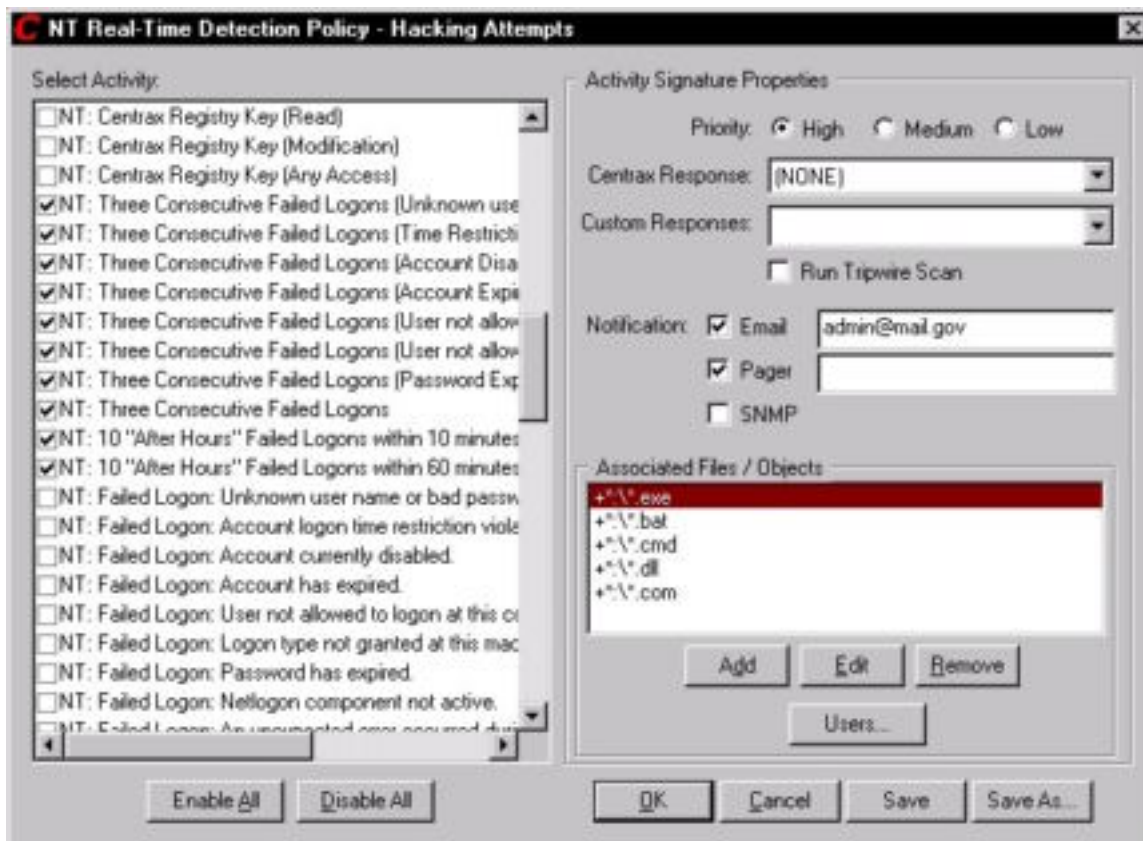 C NT Real-Time Detection Policy - Hacking Attempts
Select Activity:
NT: Centrax Registry Key (Read)
NT: Centrax Registry Key (Modification)
NT: Centrax Registry Key (Any Access)
NT: Three Consecutive Failed Logons (Unknown use
NT: Three Consecutive Failed Logons (Time Restricti
NT: Three Consecutive Failed Logons (Account Disa
NT: Three Consecutive Failed Logons (Account Expi
NT: Three Consecutive Failed Logons (User not allow
NT: Three Consecutive Failed Logons (User not allow
NT: Three Consecutive Failed Logons (Password Exp
NT: Three Consecutive Failed Logons
NT: 10 "After Hours" Failed Logons within 10 minutes
NT: 10 "After Hours" Failed Logons within 60 minutes
NT: Failed Logon: Unknown user name or bad passw
NT: Failed Logon: Account logon time restriction viola
NT: Failed Logon: Account currently disabled.
NT: Failed Logon: Account has expired.
NT: Failed Logon: User not allowed to logon at this co
NT: Failed Logon: Logon type not granted at this mac
NT: Failed Logon: Password has expired.
NT: Failed Logon: Netlogon component not active.
NT: Failed Logon: An unexpected error occurred duri
Enable All
Disable All
Activity Signature Properties
Priority: High Medium Low
Centrax Response: (NONE)
Custom Responses:
Run Tripwire Scan
Notification: Email admin@mail.gov
Pager
SNMP
Associated Files / Objects
+*:\*.exe
+*:\*.bat
+*:\*.cmd
+*:\*.dll
+*:\*.com
Add Edit Remove
Users...
OK Cancel Save Save As...